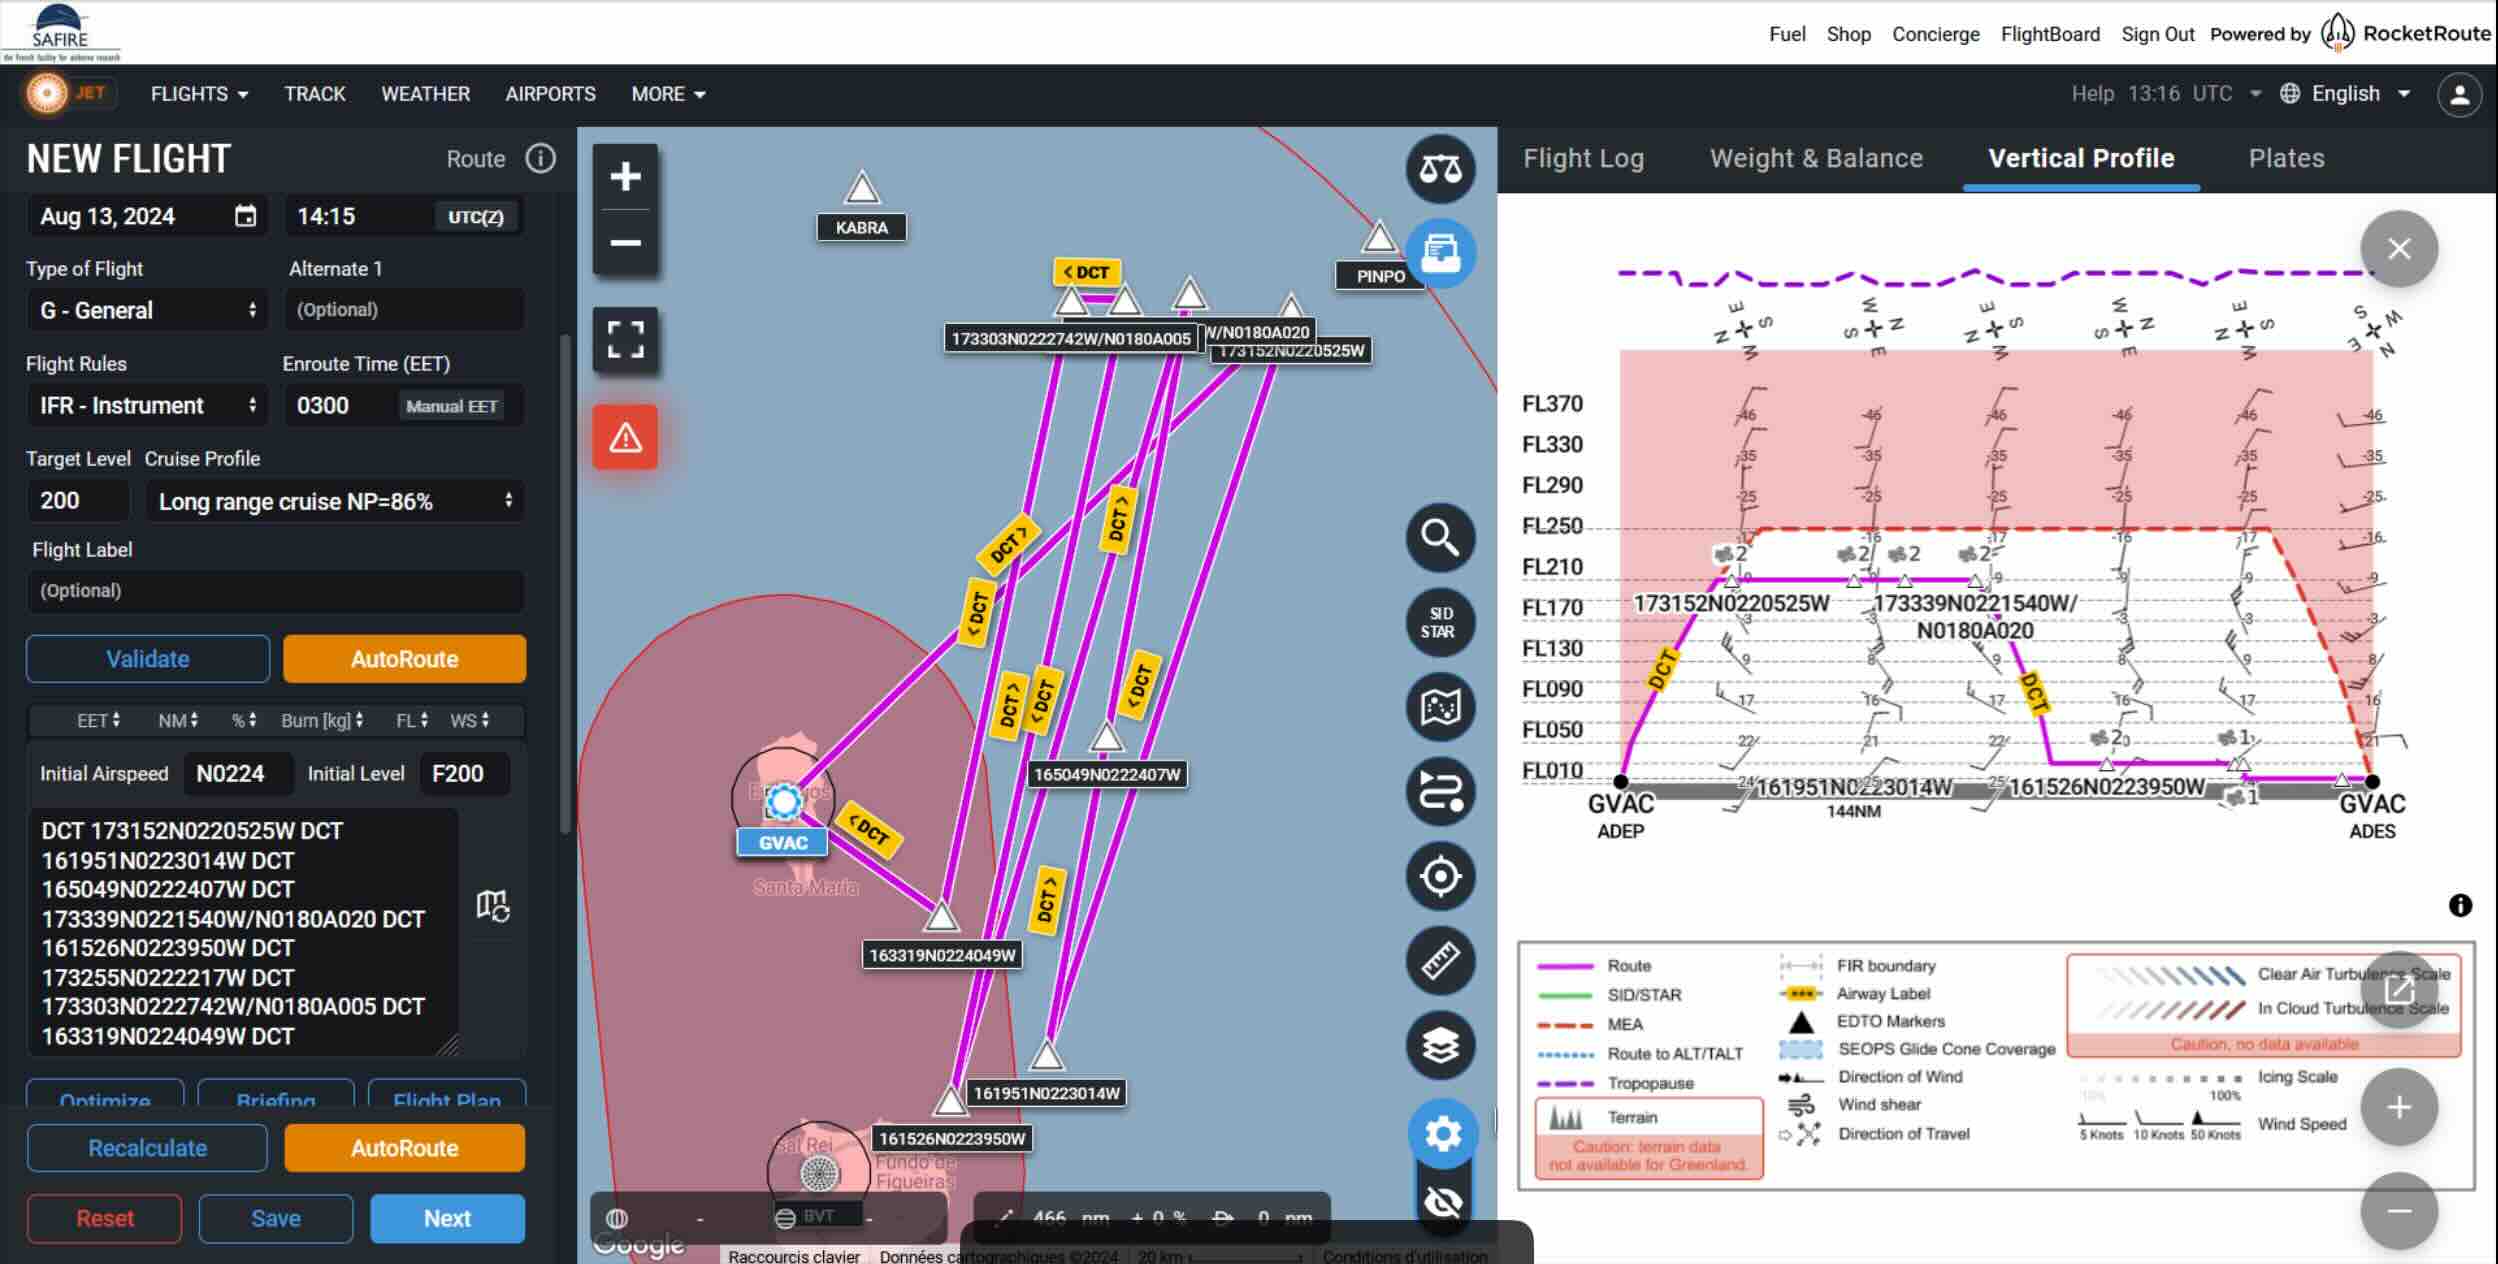 SAFIRE
the French facility for airborne research
Fuel Shop Concierge FlightBoard Sign Out Powered by RocketRoute
JET FLIGHTS TRACK WEATHER AIRPORTS MORE Help 13:16 UTC English
NEW FLIGHT Route
Aug 13, 2024 14:15 UTC(Z)
Type of Flight Alternate 1
G - General (Optional)
Flight Rules Enroute Time (EET)
IFR - Instrument 0300 Manual EET
Target Level Cruise Profile
200 Long range cruise NP=86%
Flight Label
(Optional)
Validate AutoRoute
EET NM % Burn [kg] FL WS
Initial Airspeed N0224 Initial Level F200
DCT 173152N0220525W DCT
161951N0223014W DCT
165049N0222407W DCT
173339N0221540W/N0180A020 DCT
161526N0223950W DCT
173255N0222217W DCT
173303N0222742W/N0180A005 DCT
163319N0224049W DCT
Optimize Briefing Flight Plan
Recalculate AutoRoute
Reset Save Next
KABRA
PINPO
< DCT
173303N0222742W/N0180A005
W/N0180A020
173152N0220525W
DCT >
DCT >
< DCT
DCT >
< DCT
< DCT
165049N0222407W
GVAC
< DCT
Santa Maria
163319N0224049W
DCT >
161951N0223014W
161526N0223950W
Sal Rei
Fundo de
Figueiras
BVT
- - 466 nm + 0 % 0 nm
Google
Raccourcis clavier Données cartographiques ©2024 20 km Conditions d'utilisation
SID
STAR
Flight Log Weight & Balance Vertical Profile Plates
FL370
FL330
FL290
FL250
FL210
FL170
FL130
FL090
FL050
FL010
173152N0220525W 173339N0221540W/
N0180A020
DCT DCT
161951N0223014W 161526N0223950W
144NM
GVAC GVAC
ADEP ADES
Route FIR boundary Clear Air Turbulence Scale
SID/STAR Airway Label In Cloud Turbulence Scale
MEA EDTO Markers Caution, no data available
Route to ALT/TALT SEOPS Glide Cone Coverage
Tropopause Direction of Wind Icing Scale
10% 100%
Terrain Wind shear Wind Speed
Caution: terrain data
not available for Greenland.
Direction of Travel 5 Knots 10 Knots 50 Knots